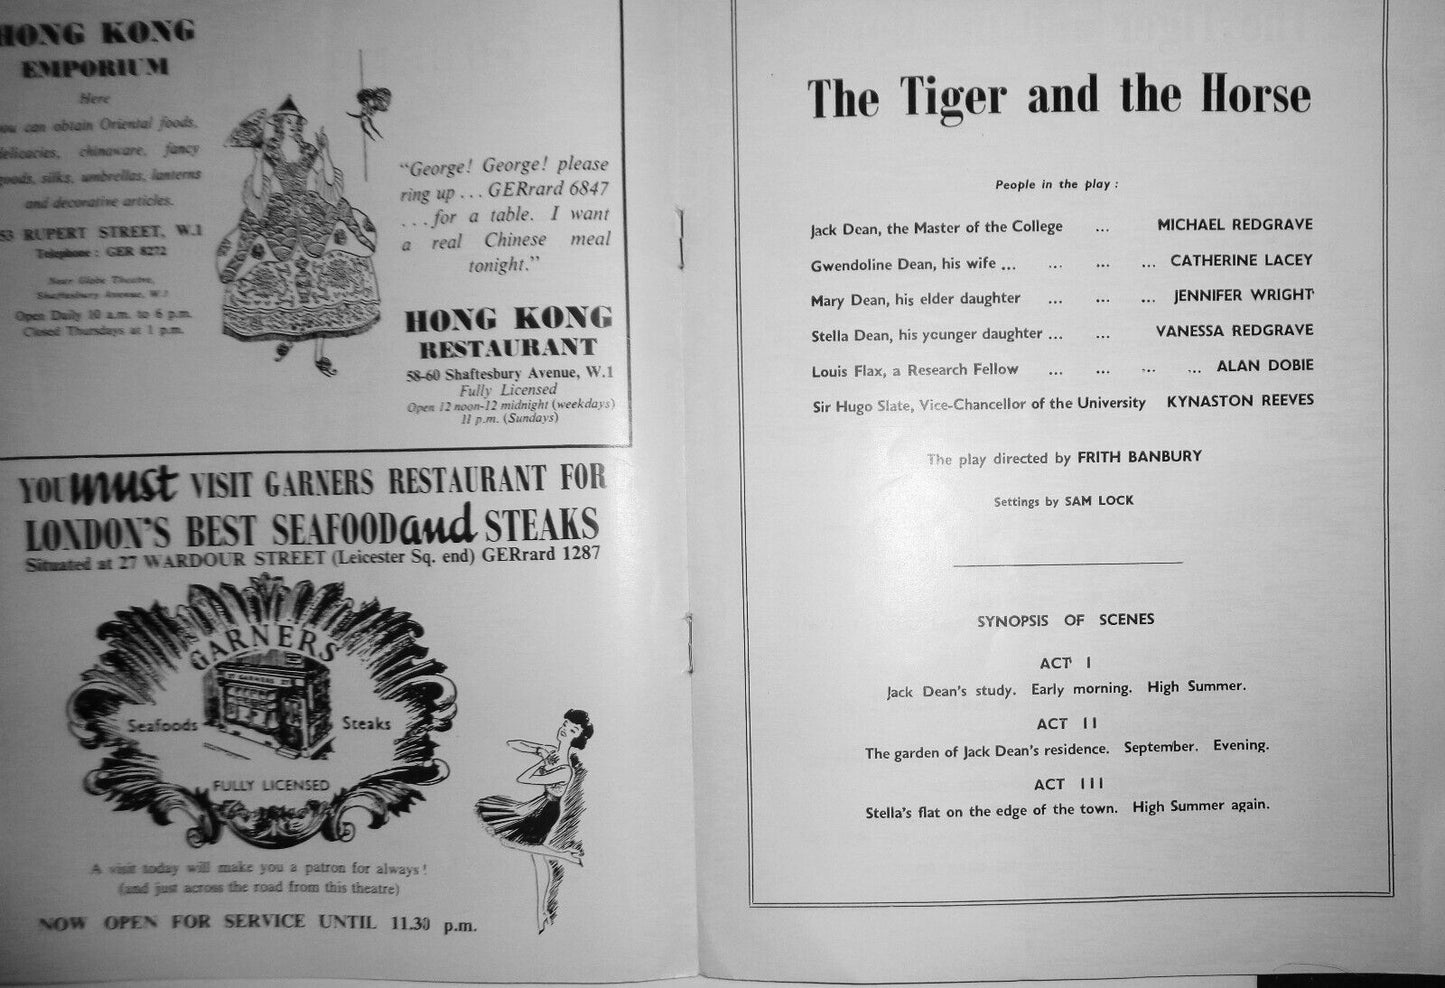 HONG KONG
EMPORIUM
Here
you can obtain Oriental foods,
delicacies, chinaware, fancy
goods, silks, umbrellas, lanterns
and decorative articles.
53 RUPERT STREET, W.1
Telephone : GER 8272
Near Globe Theatre,
Shaftesbury Avenue, W.1
Open Daily 10 a.m. to 6 p.m.
Closed Thursdays at 1 p.m.
"George! George! please
ring up ... GERrard 6847
...for a table. I want
a real Chinese meal
tonight."
HONG KONG
RESTAURANT
58-60 Shaftesbury Avenue, W.1
Fully Licensed
Open 12 noon-12 midnight (weekdays)
11 p.m. (Sundays)
YOU must VISIT GARNERS RESTAURANT FOR
LONDON'S BEST SEAFOOD and STEAKS
Situated at 27 WARDOUR STREET (Leicester Sq. end) GERrard 1287
GARNERS
GARNERS
Seafoods Steaks
FULLY LICENSED
A visit today will make you a patron for always!
(and just across the road from this theatre)
NOW OPEN FOR SERVICE UNTIL 11.30 p.m.
The Tiger and the Horse
People in the play :
Jack Dean, the Master of the College ... MICHAEL REDGRAVE
Gwendoline Dean, his wife ... ... ... ... CATHERINE LACEY
Mary Dean, his elder daughter ... ... ... JENNIFER WRIGHT
Stella Dean, his younger daughter ... ... VANESSA REDGRAVE
Louis Flax, a Research Fellow ... ... ... ... ALAN DOBIE
Sir Hugo Slate, Vice-Chancellor of the University KYNASTON REEVES
The play directed by FRITH BANBURY
Settings by SAM LOCK
SYNOPSIS OF SCENES
ACT I
Jack Dean's study. Early morning. High Summer.
ACT II
The garden of Jack Dean's residence. September. Evening.
ACT III
Stella's flat on the edge of the town. High Summer again.